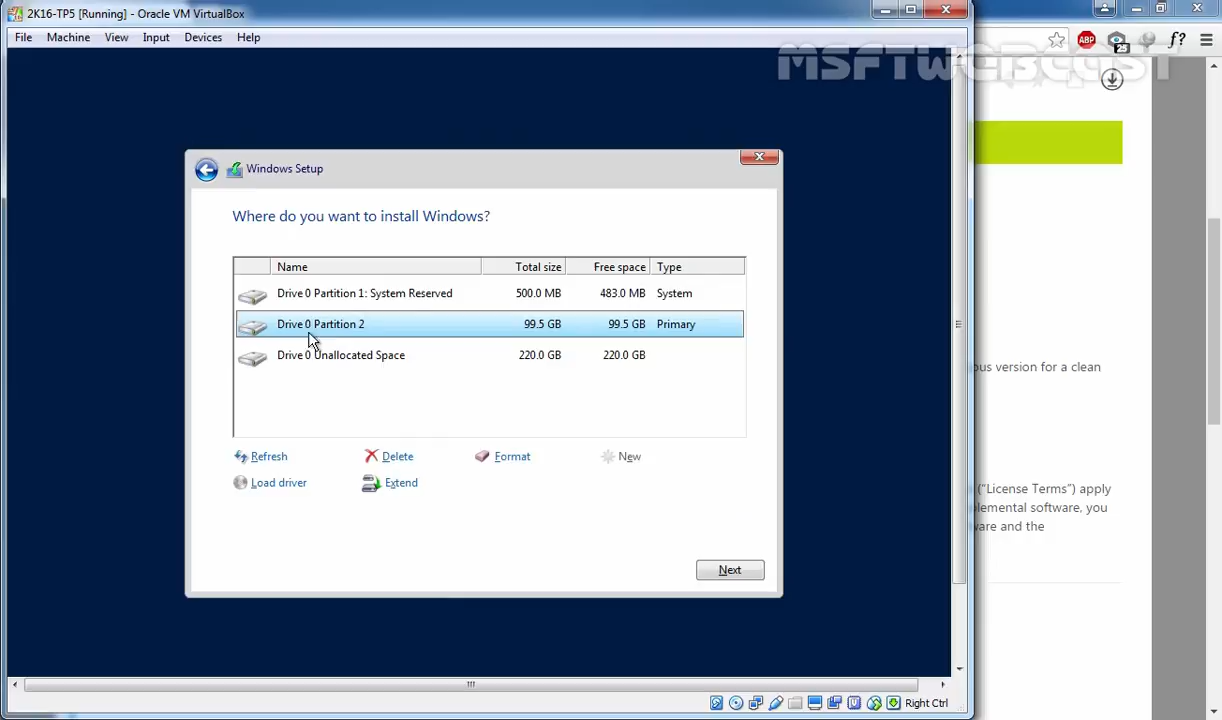 2K16-TP5 [Running] - Oracle VM VirtualBox
File Machine View Input Devices Help
ABP 25 f?
MSFTWEBCAST
Windows Setup
Where do you want to install Windows?
Name Total size Free space Type
Drive 0 Partition 1: System Reserved 500.0 MB 483.0 MB System
Drive 0 Partition 2 99.5 GB 99.5 GB Primary
Drive 0 Unallocated Space 220.0 GB 220.0 GB
Refresh Delete Format New
Load driver Extend
Next
ous version for a clean
("License Terms") apply
plemental software, you
ware and the
Right Ctrl